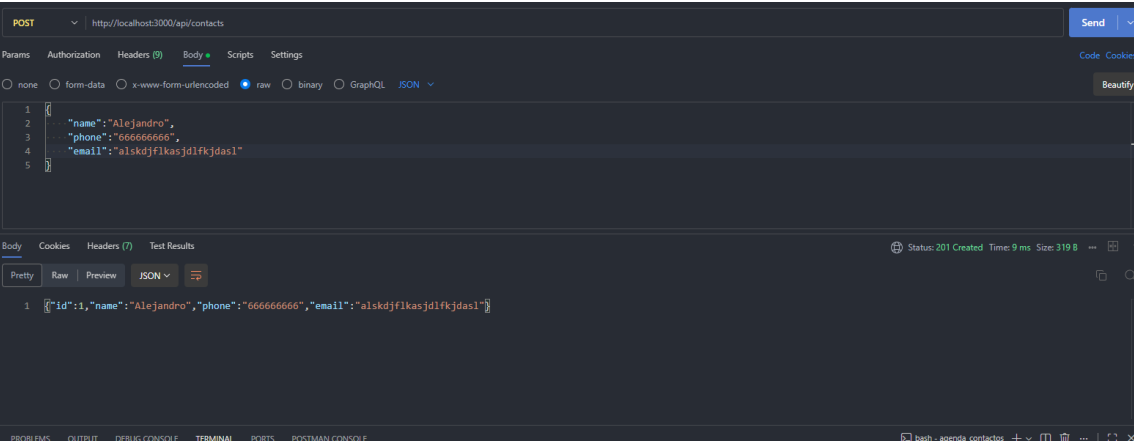 POST http://localhost:3000/api/contacts Send
Params Authorization Headers (9) Body Scripts Settings Code Cookies
none form-data x-www-form-urlencoded raw binary GraphQL JSON Beautify
1 {
2 "name":"Alejandro",
3 "phone":"666666666",
4 "email":"alskdjflkasjdlfkjdasl"
5 }
Body Cookies Headers (7) Test Results Status: 201 Created Time: 9 ms Size: 319 B
Pretty Raw Preview JSON
1 {"id":1,"name":"Alejandro","phone":"666666666","email":"alskdjflkasjdlfkjdasl"}
PROBLEMS OUTPUT DEBUG CONSOLE TERMINAL PORTS POSTMAN CONSOLE bash - agenda_contactos